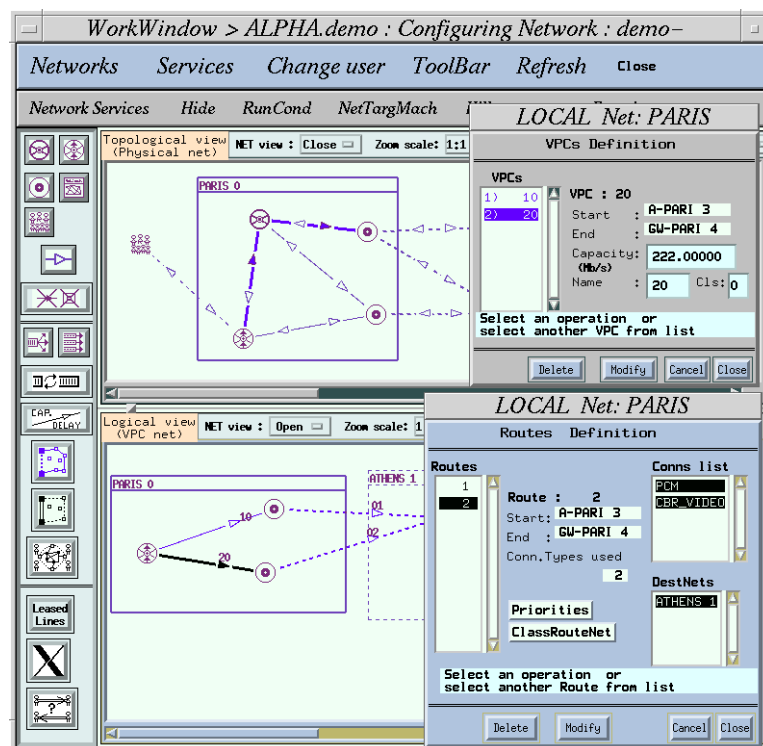 WorkWindow > ALPHA.demo : Configuring Network : demo-
Networks Services Change user ToolBar Refresh Close
Network Services Hide RunCond NetTargMach
Topological view
(Physical net)
NET view : Close Zoom scale: 1:1
PARIS 0
LOCAL Net: PARIS
VPCs Definition
VPCs
1) 10
2) 20
VPC : 20
Start : A-PARI 3
End : GW-PARI 4
Capacity: 222.00000
(Mb/s)
Name : 20 Cls: 0
Select an operation or
select another VPC from list
Delete Modify Cancel Close
CAP.
DELAY
Leased
Lines
?
Logical view
(VPC net)
NET view : Open Zoom scale: 1
PARIS 0
10
20
ATHENS 1
01
02
LOCAL Net: PARIS
Routes Definition
Routes
1
2
Route : 2
Start: A-PARI 3
End : GW-PARI 4
Conn.Types used
2
Priorities
ClassRouteNet
Conns list
PCM
CBR_VIDEO
DestNets
ATHENS 1
Select an operation or
select another Route from list
Delete Modify Cancel Close